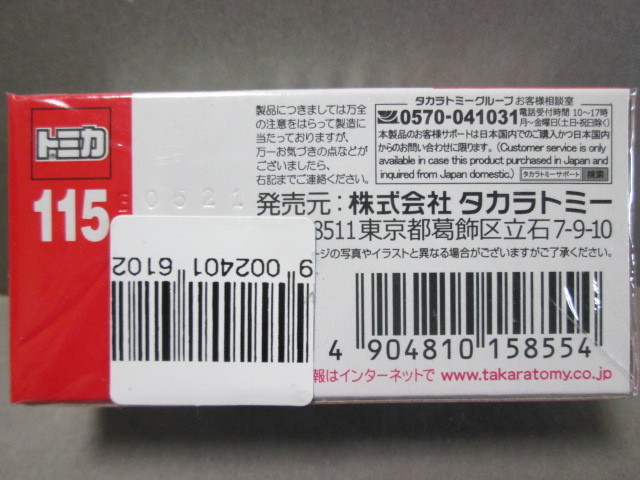 トミカ
115
製品につきましては万全
の注意をはらって製造に
当たっておりますが、
万一お気づきの点などが
ございましたら、
右記までご連絡ください。
タカラトミーグループお客様相談室
0570-041031
電話受付時間 10〜17時
月〜金曜日(土日・祝日除く)
本製品のお客様サポートは日本国内でのご購入かつ日本国内
からのお問い合わせに限ります。(Customer service is only
available in case this product purchased in Japan and
inquired from Japan domestic.)
タカラトミーサポート 検索
発売元：株式会社 タカラトミー
8511 東京都葛飾区立石7-9-10
ージの写真やイラストと異なる場合がございますがご了承ください。
0521
9 002401
6102
4 904810 158554
報はインターネットで www.takaratomy.co.jp